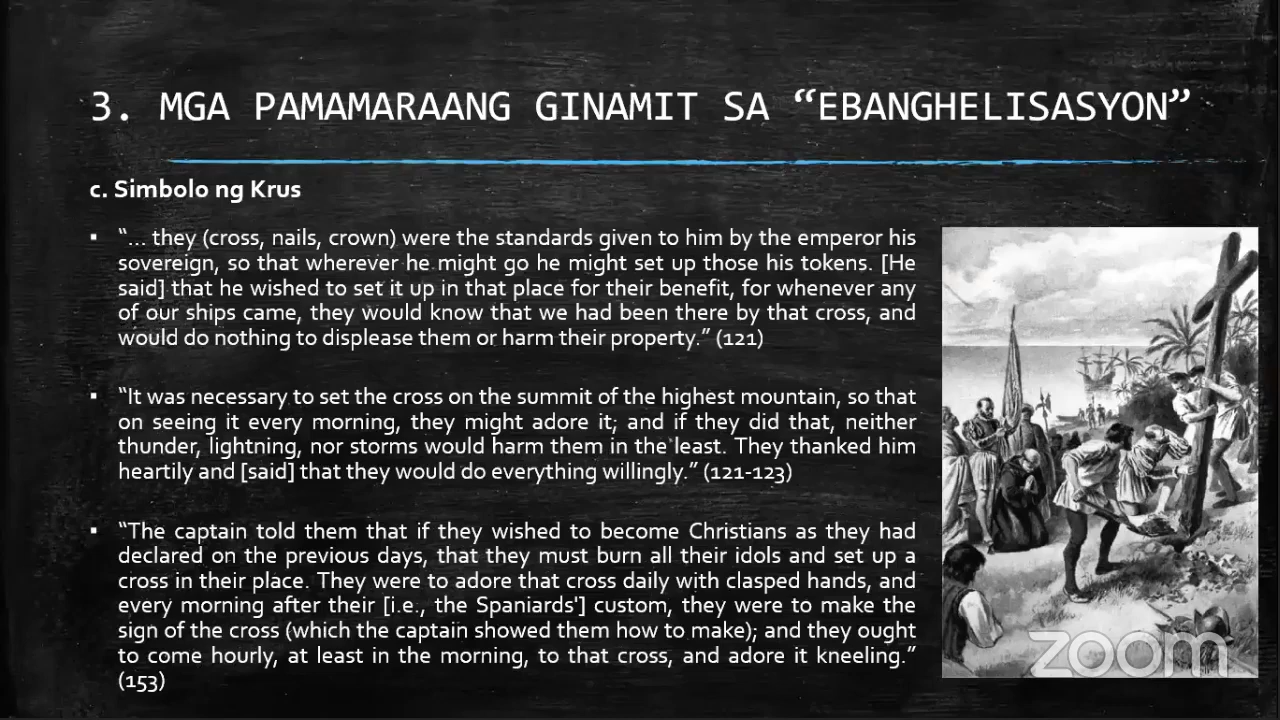 3. MGA PAMAMARAANG GINAMIT SA “EBANGHELISASYON”
c. Simbolo ng Krus
▪ “... they (cross, nails, crown) were the standards given to him by the emperor his
sovereign, so that wherever he might go he might set up those his tokens. [He
said] that he wished to set it up in that place for their benefit, for whenever any
of our ships came, they would know that we had been there by that cross, and
would do nothing to displease them or harm their property.” (121)
▪ “It was necessary to set the cross on the summit of the highest mountain, so that
on seeing it every morning, they might adore it; and if they did that, neither
thunder, lightning, nor storms would harm them in the least. They thanked him
heartily and [said] that they would do everything willingly.” (121-123)
▪ “The captain told them that if they wished to become Christians as they had
declared on the previous days, that they must burn all their idols and set up a
cross in their place. They were to adore that cross daily with clasped hands, and
every morning after their [i.e., the Spaniards'] custom, they were to make the
sign of the cross (which the captain showed them how to make); and they ought
to come hourly, at least in the morning, to that cross, and adore it kneeling.”
(153)
zoom